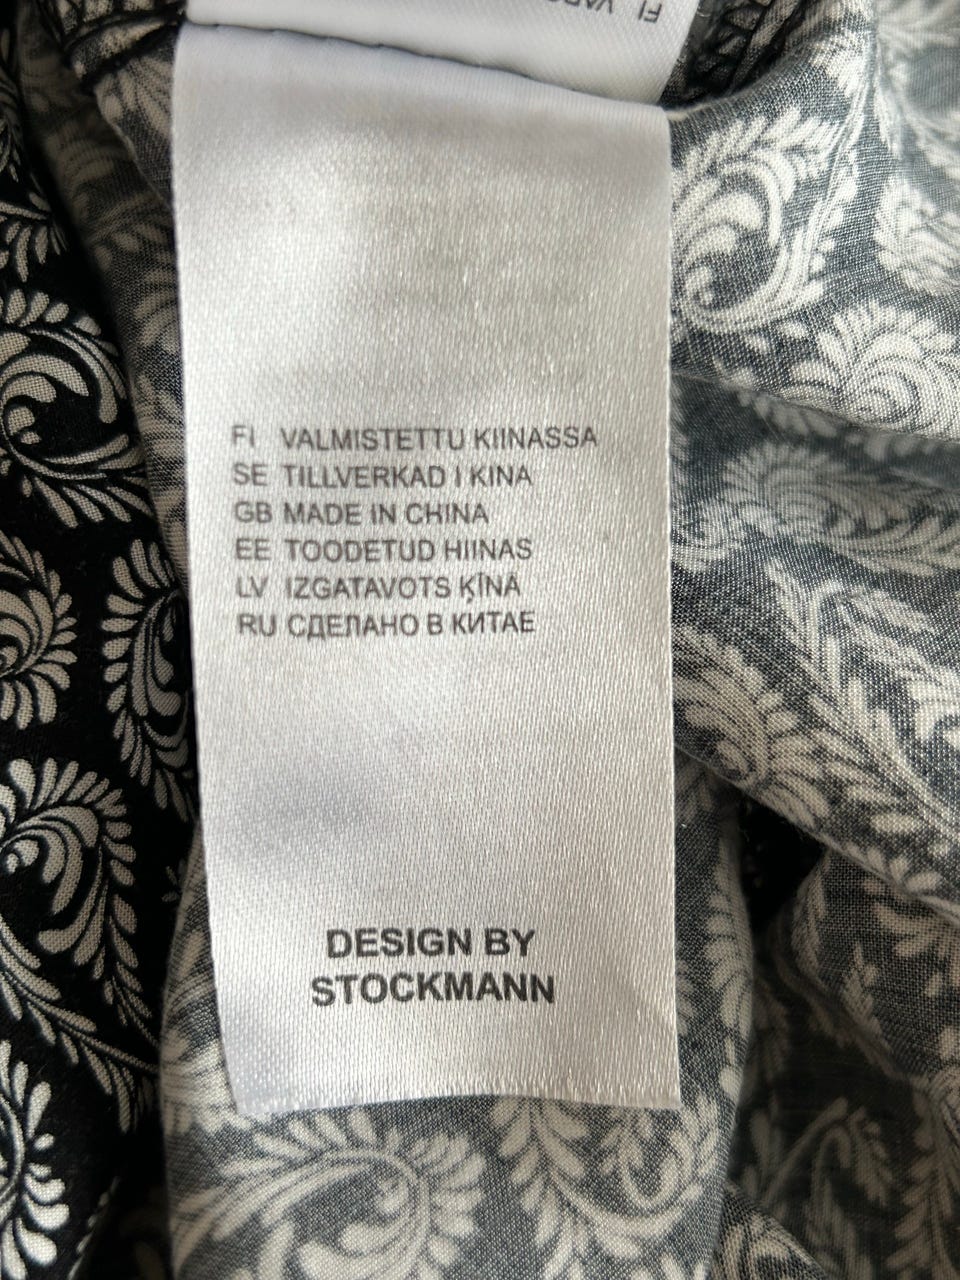 FI
FI VALMISTETTU KIINASSA
SE TILLVERKAD I KINA
GB MADE IN CHINA
EE TOODETUD HIINAS
LV IZGATAVOTS ĶĪNĀ
RU СДЕЛАНО В КИТАЕ
DESIGN BY
STOCKMANN